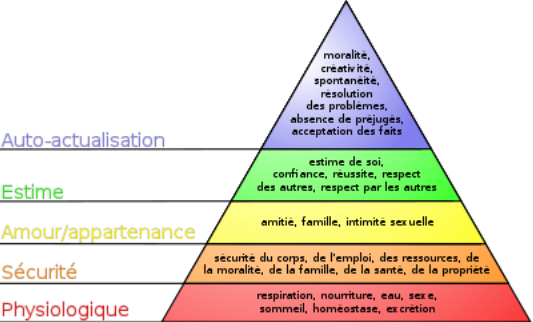 moralité,
créativité,
spontanéité,
résolution
des problèmes,
absence de préjugés,
acceptation des faits
Auto-actualisation
estime de soi,
confiance, réussite, respect
des autres, respect par les autres
Estime
amitié, famille, intimité sexuelle
Amour/appartenance
sécurité du corps, de l'emploi, des ressources, de
la moralité, de la famille, de la santé, de la propriété
Sécurité
respiration, nourriture, eau, sexe,
sommeil, homéostase, excrétion
Physiologique